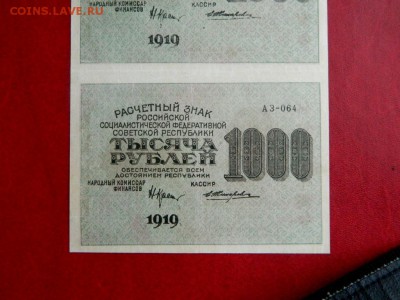 COINS.LAVE.RU
НАРОДНЫЙ КОМИССАР
ФИНАНСОВ
КАССИР
1919
РАСЧЕТНЫЙ ЗНАК
РОССИЙСКОЙ
СОЦИАЛИСТИЧЕСКОЙ ФЕДЕРАТИВНОЙ
СОВЕТСКОЙ РЕСПУБЛИКИ
АЗ-064
ТЫСЯЧА
РУБЛЕЙ
1000
ОБЕСПЕЧИВАЕТСЯ ВСЕМ
ДОСТОЯНИЕМ РЕСПУБЛИКИ
НАРОДНЫЙ КОМИССАР
ФИНАНСОВ
КАССИР
1919